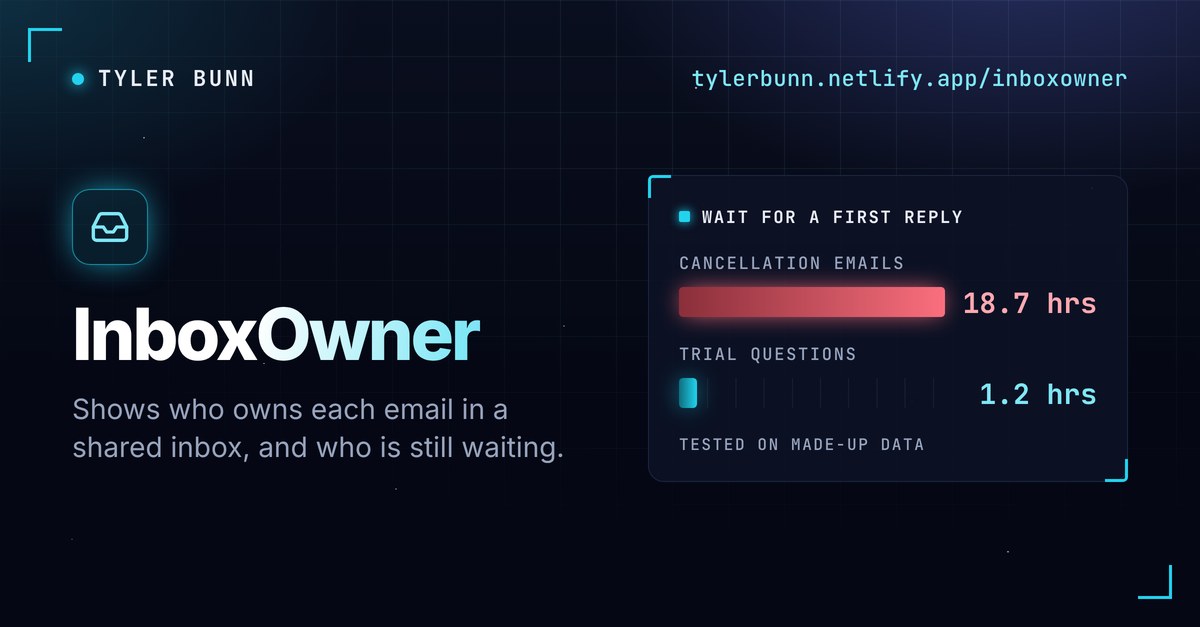 TYLER BUNN
tylerbunn.netlify.app/inboxowner
InboxOwner
Shows who owns each email in a
shared inbox, and who is still waiting.
WAIT FOR A FIRST REPLY
CANCELLATION EMAILS
18.7 hrs
TRIAL QUESTIONS
1.2 hrs
TESTED ON MADE-UP DATA